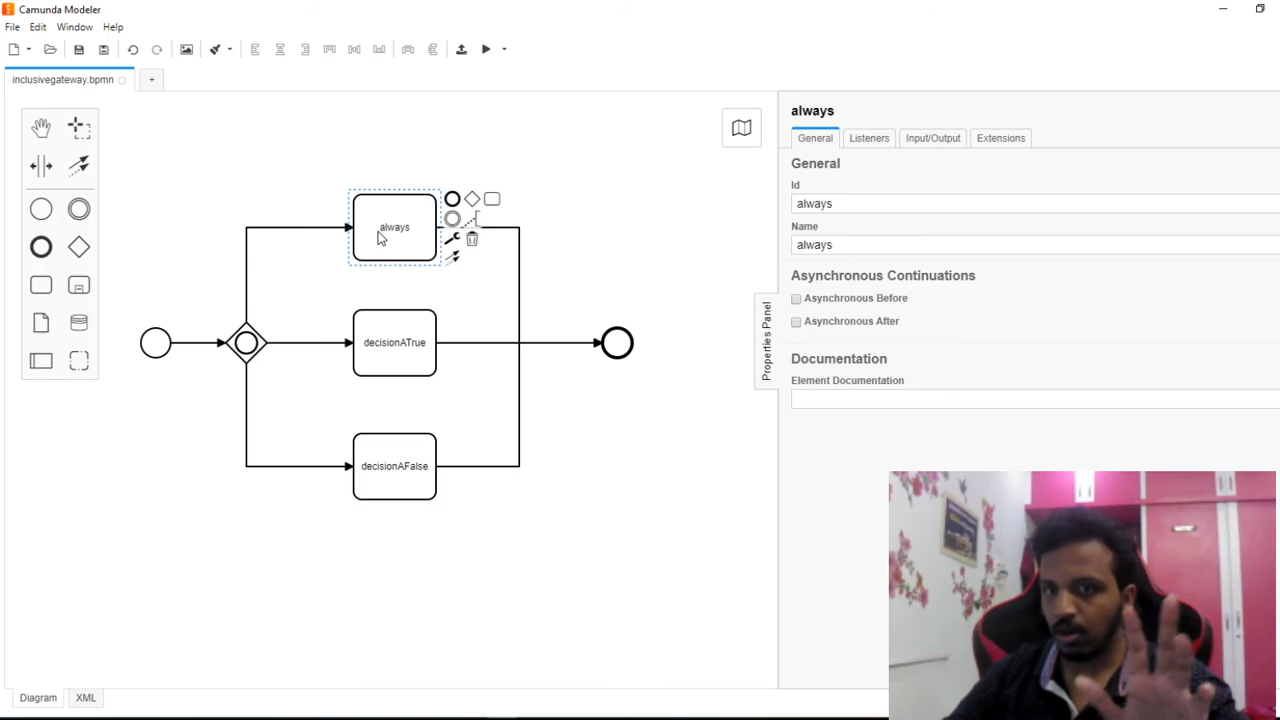 Camunda Modeler
File Edit Window Help
inclusivegateway.bpmn
+
always
General Listeners Input/Output Extensions
General
Id
always
Name
always
Asynchronous Continuations
Asynchronous Before
Asynchronous After
Documentation
Element Documentation
Properties Panel
always
decisionATrue
decisionAFalse
Diagram XML